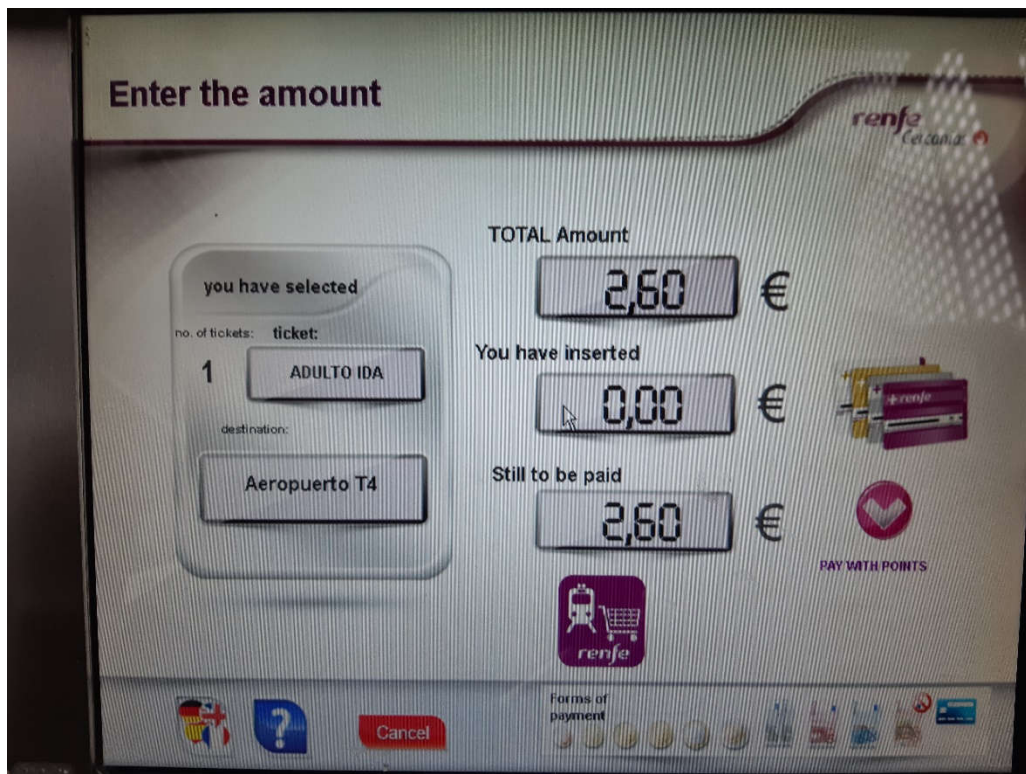 Enter the amount
renfe
Cercanías
TOTAL Amount
2,60 €
you have selected
no. of tickets: ticket:
1 ADULTO IDA
You have inserted
0,00 €
+renfe
destination:
Aeropuerto T4
Still to be paid
2,60 €
PAY WITH POINTS
renfe
Forms of
payment
?
Cancel